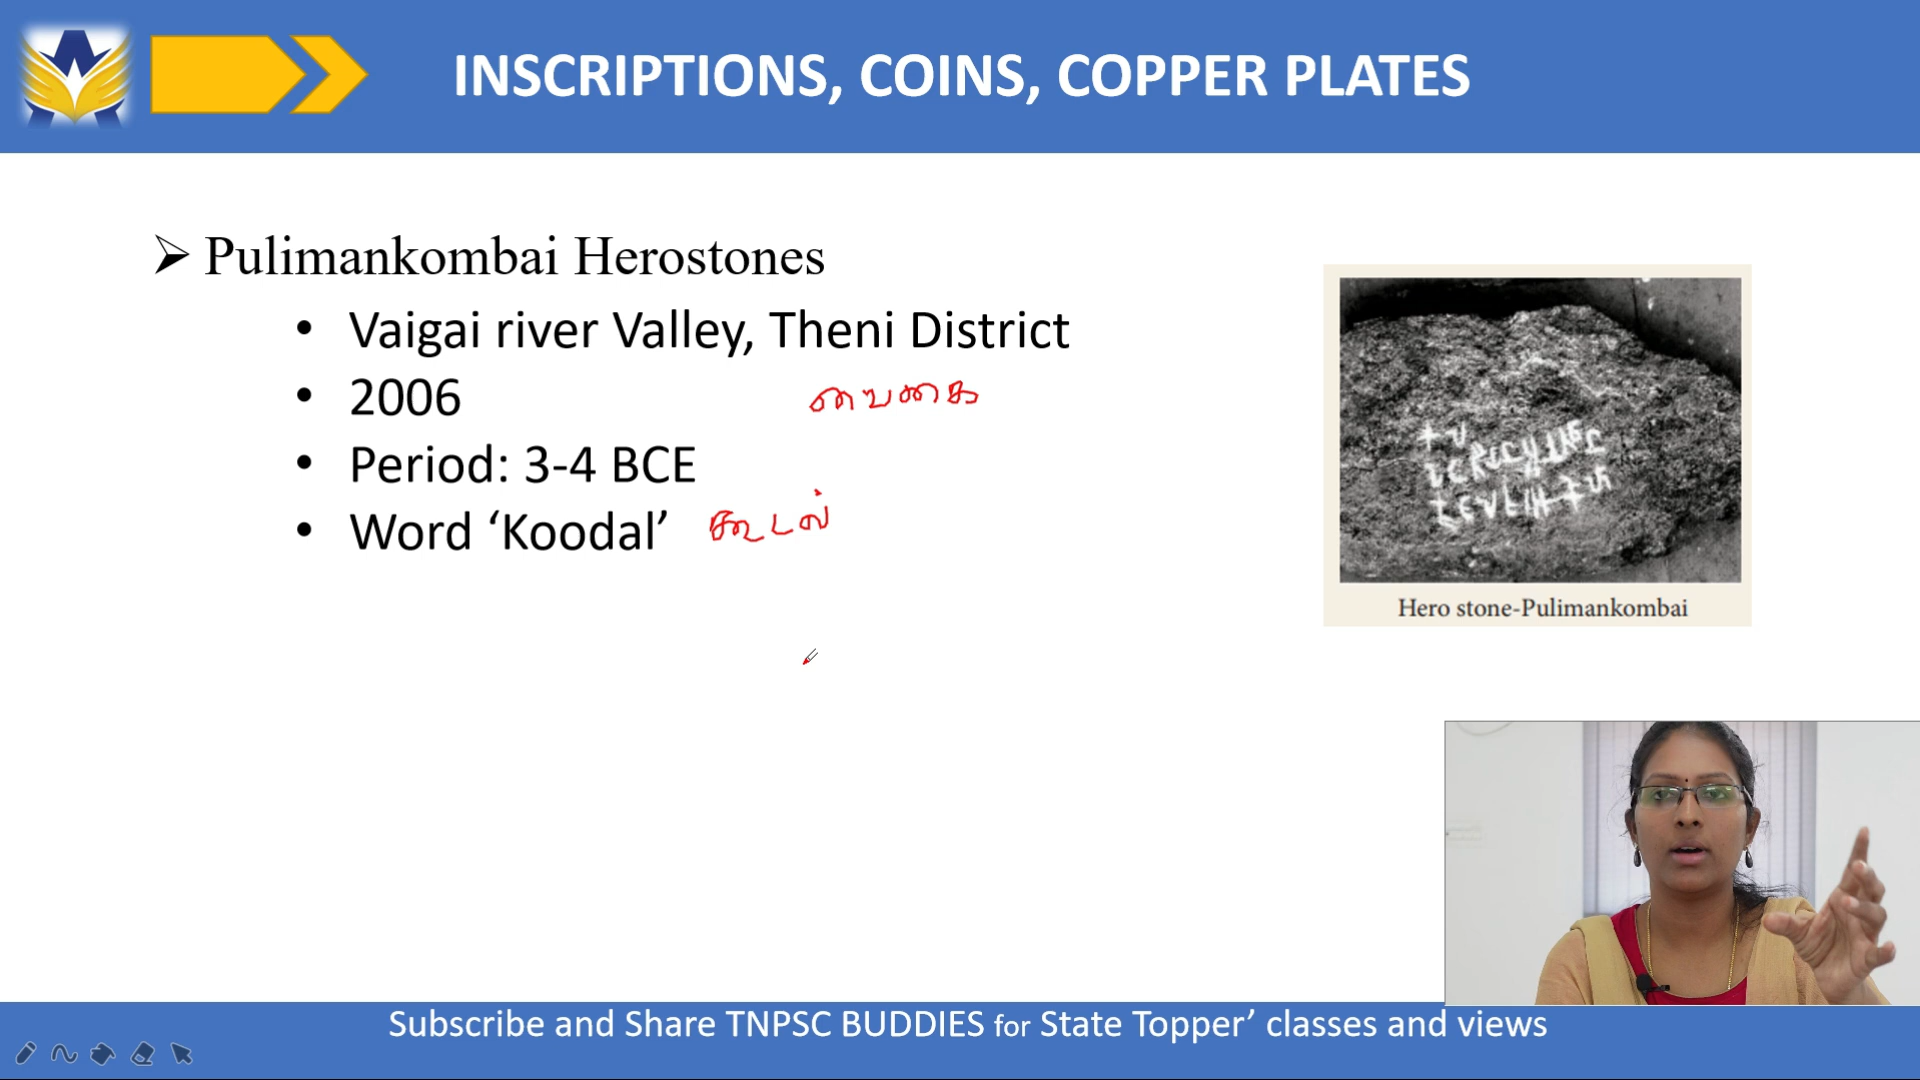 INSCRIPTIONS, COINS, COPPER PLATES
➢ Pulimankombai Herostones
• Vaigai river Valley, Theni District
• 2006
வைகை
• Period: 3-4 BCE
• Word ‘Koodal’ கூடல்
Hero stone-Pulimankombai
Subscribe and Share TNPSC BUDDIES for State Topper’ classes and views